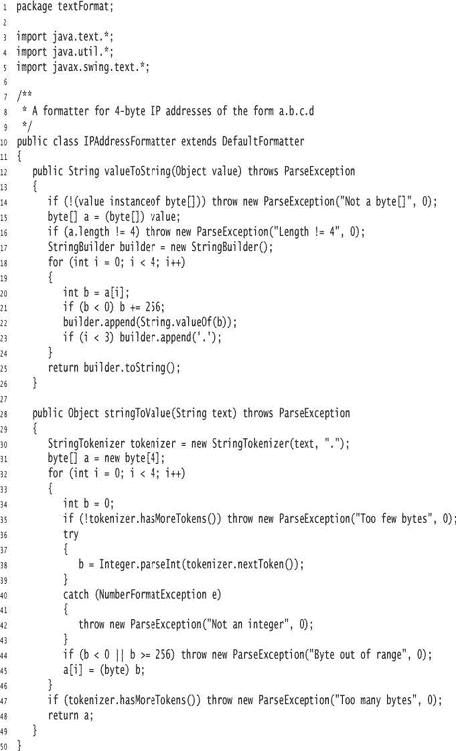 1 package textFormat;
2
3 import java.text.*;
4 import java.util.*;
5 import javax.swing.text.*;
6
7 /**
8  * A formatter for 4-byte IP addresses of the form a.b.c.d
9  */
10 public class IPAddressFormatter extends DefaultFormatter
11 {
12    public String valueToString(Object value) throws ParseException
13    {
14       if (!(value instanceof byte[])) throw new ParseException("Not a byte[]", 0);
15       byte[] a = (byte[]) value;
16       if (a.length != 4) throw new ParseException("Length != 4", 0);
17       StringBuilder builder = new StringBuilder();
18       for (int i = 0; i < 4; i++)
19       {
20          int b = a[i];
21          if (b < 0) b += 256;
22          builder.append(String.valueOf(b));
23          if (i < 3) builder.append('.');
24       }
25       return builder.toString();
26    }
27
28    public Object stringToValue(String text) throws ParseException
29    {
30       StringTokenizer tokenizer = new StringTokenizer(text, ".");
31       byte[] a = new byte[4];
32       for (int i = 0; i < 4; i++)
33       {
34          int b = 0;
35          if (!tokenizer.hasMoreTokens()) throw new ParseException("Too few bytes", 0);
36          try
37          {
38             b = Integer.parseInt(tokenizer.nextToken());
39          }
40          catch (NumberFormatException e)
41          {
42             throw new ParseException("Not an integer", 0);
43          }
44          if (b < 0 || b >= 256) throw new ParseException("Byte out of range", 0);
45          a[i] = (byte) b;
46       }
47       if (tokenizer.hasMoreTokens()) throw new ParseException("Too many bytes", 0);
48       return a;
49    }
50 }